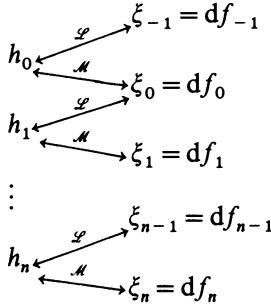 ξ₋₁ = df₋₁
ℒ
h₀
ℳ
ξ₀ = df₀
ℒ
h₁
ℳ
ξ₁ = df₁
⋮
ξₙ₋₁ = dfₙ₋₁
ℒ
hₙ
ℳ
ξₙ = dfₙ